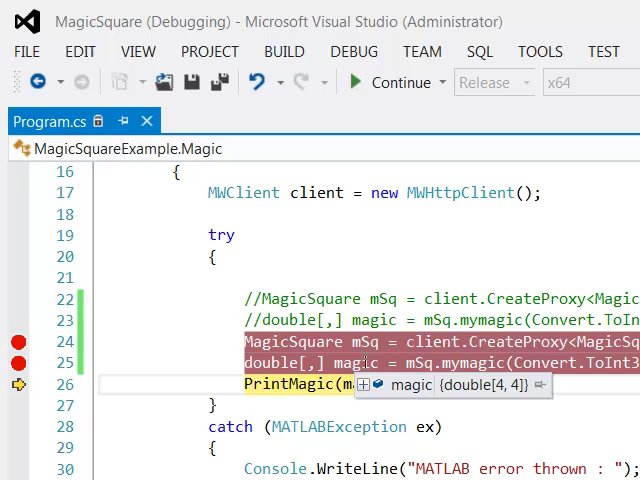 MagicSquare (Debugging) - Microsoft Visual Studio (Administrator)
FILE EDIT VIEW PROJECT BUILD DEBUG TEAM SQL TOOLS TEST
Continue Release x64
Program.cs
MagicSquareExample.Magic
16 {
17 MWClient client = new MWHttpClient();
18
19 try
20 {
21
22 //MagicSquare mSq = client.CreateProxy<Magic
23 //double[,] magic = mSq.mymagic(Convert.ToIn
24 MagicSquare mSq = client.CreateProxy<MagicSq
25 double[,] magic = mSq.mymagic(Convert.ToInt3
26 PrintMagic(ma magic {double[4, 4]}
27 }
28 catch (MATLABException ex)
29 {
30 Console.WriteLine("MATLAB error thrown : ");